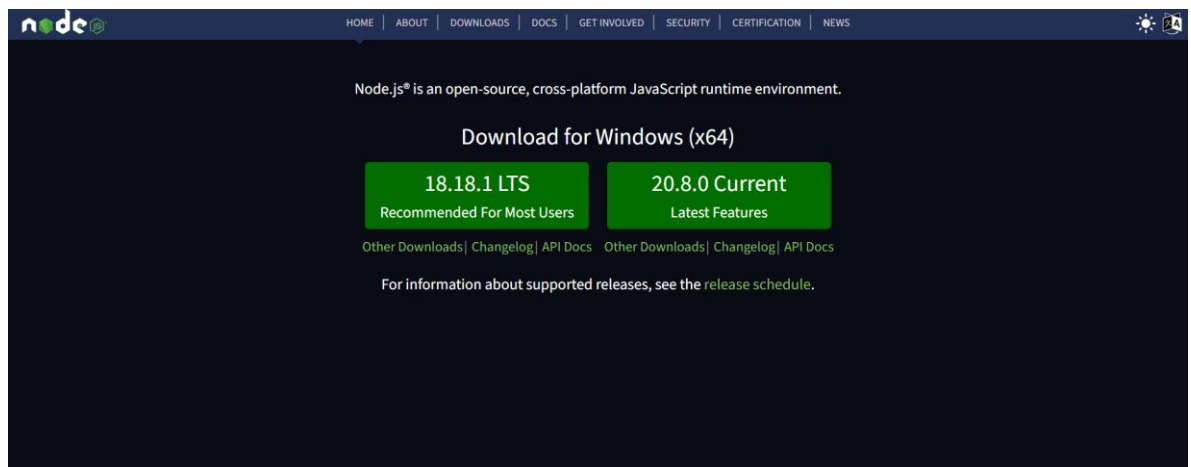 node JS
HOME | ABOUT | DOWNLOADS | DOCS | GET INVOLVED | SECURITY | CERTIFICATION | NEWS
Node.js® is an open-source, cross-platform JavaScript runtime environment.
Download for Windows (x64)
18.18.1 LTS
Recommended For Most Users
20.8.0 Current
Latest Features
Other Downloads| Changelog| API Docs
Other Downloads| Changelog| API Docs
For information about supported releases, see the release schedule.